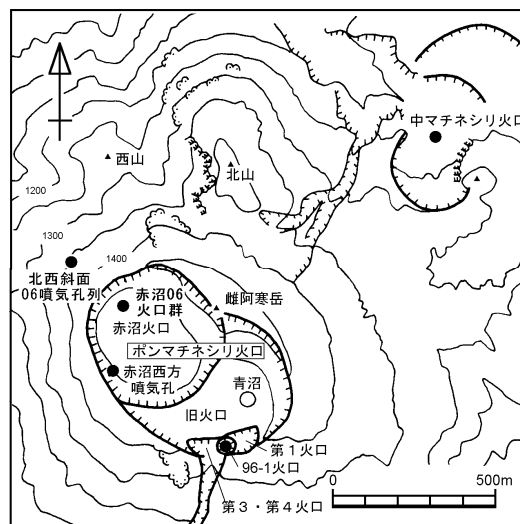 中マチネシリ火口
西山
北山
1200
1300
1400
北西斜面
06噴気孔列
赤沼06
火口群
雌阿寒岳
赤沼火口
ポンマチネシリ火口
赤沼西方
噴気孔
青沼
旧火口
第1火口
96-1火口
第3・第4火口
0
500m